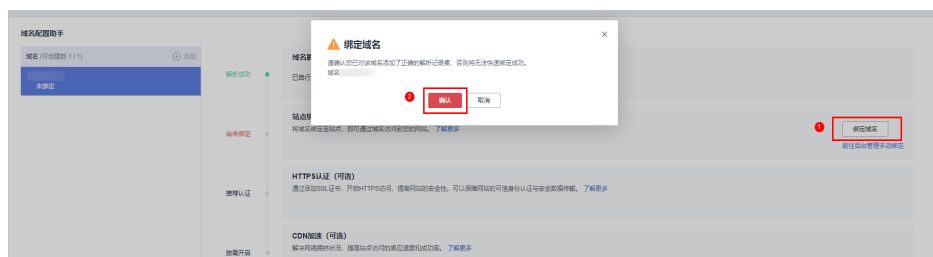 域名配置助手
域名 (可创建数 1 / 1)
添加
未绑定
解析成功
域名解
已自行
绑定域名
请确认您已对该域名添加了正确的解析记录集，否则将无法快速绑定成功。
域名
2
确认
取消
尚未绑定
站点绑
将域名绑定至站点，即可通过域名访问到您的网站。 了解更多
1
绑定域名
前往后台管理手动绑定
推荐认证
HTTPS认证（可选）
通过添加SSL证书，开启HTTPS访问，提高网站的安全性。可以保障网站的可信身份认证与安全数据传输。 了解更多
按需开启
CDN加速（可选）
解决网络拥挤状况，提高站点访问的响应速度和成功率。 了解更多